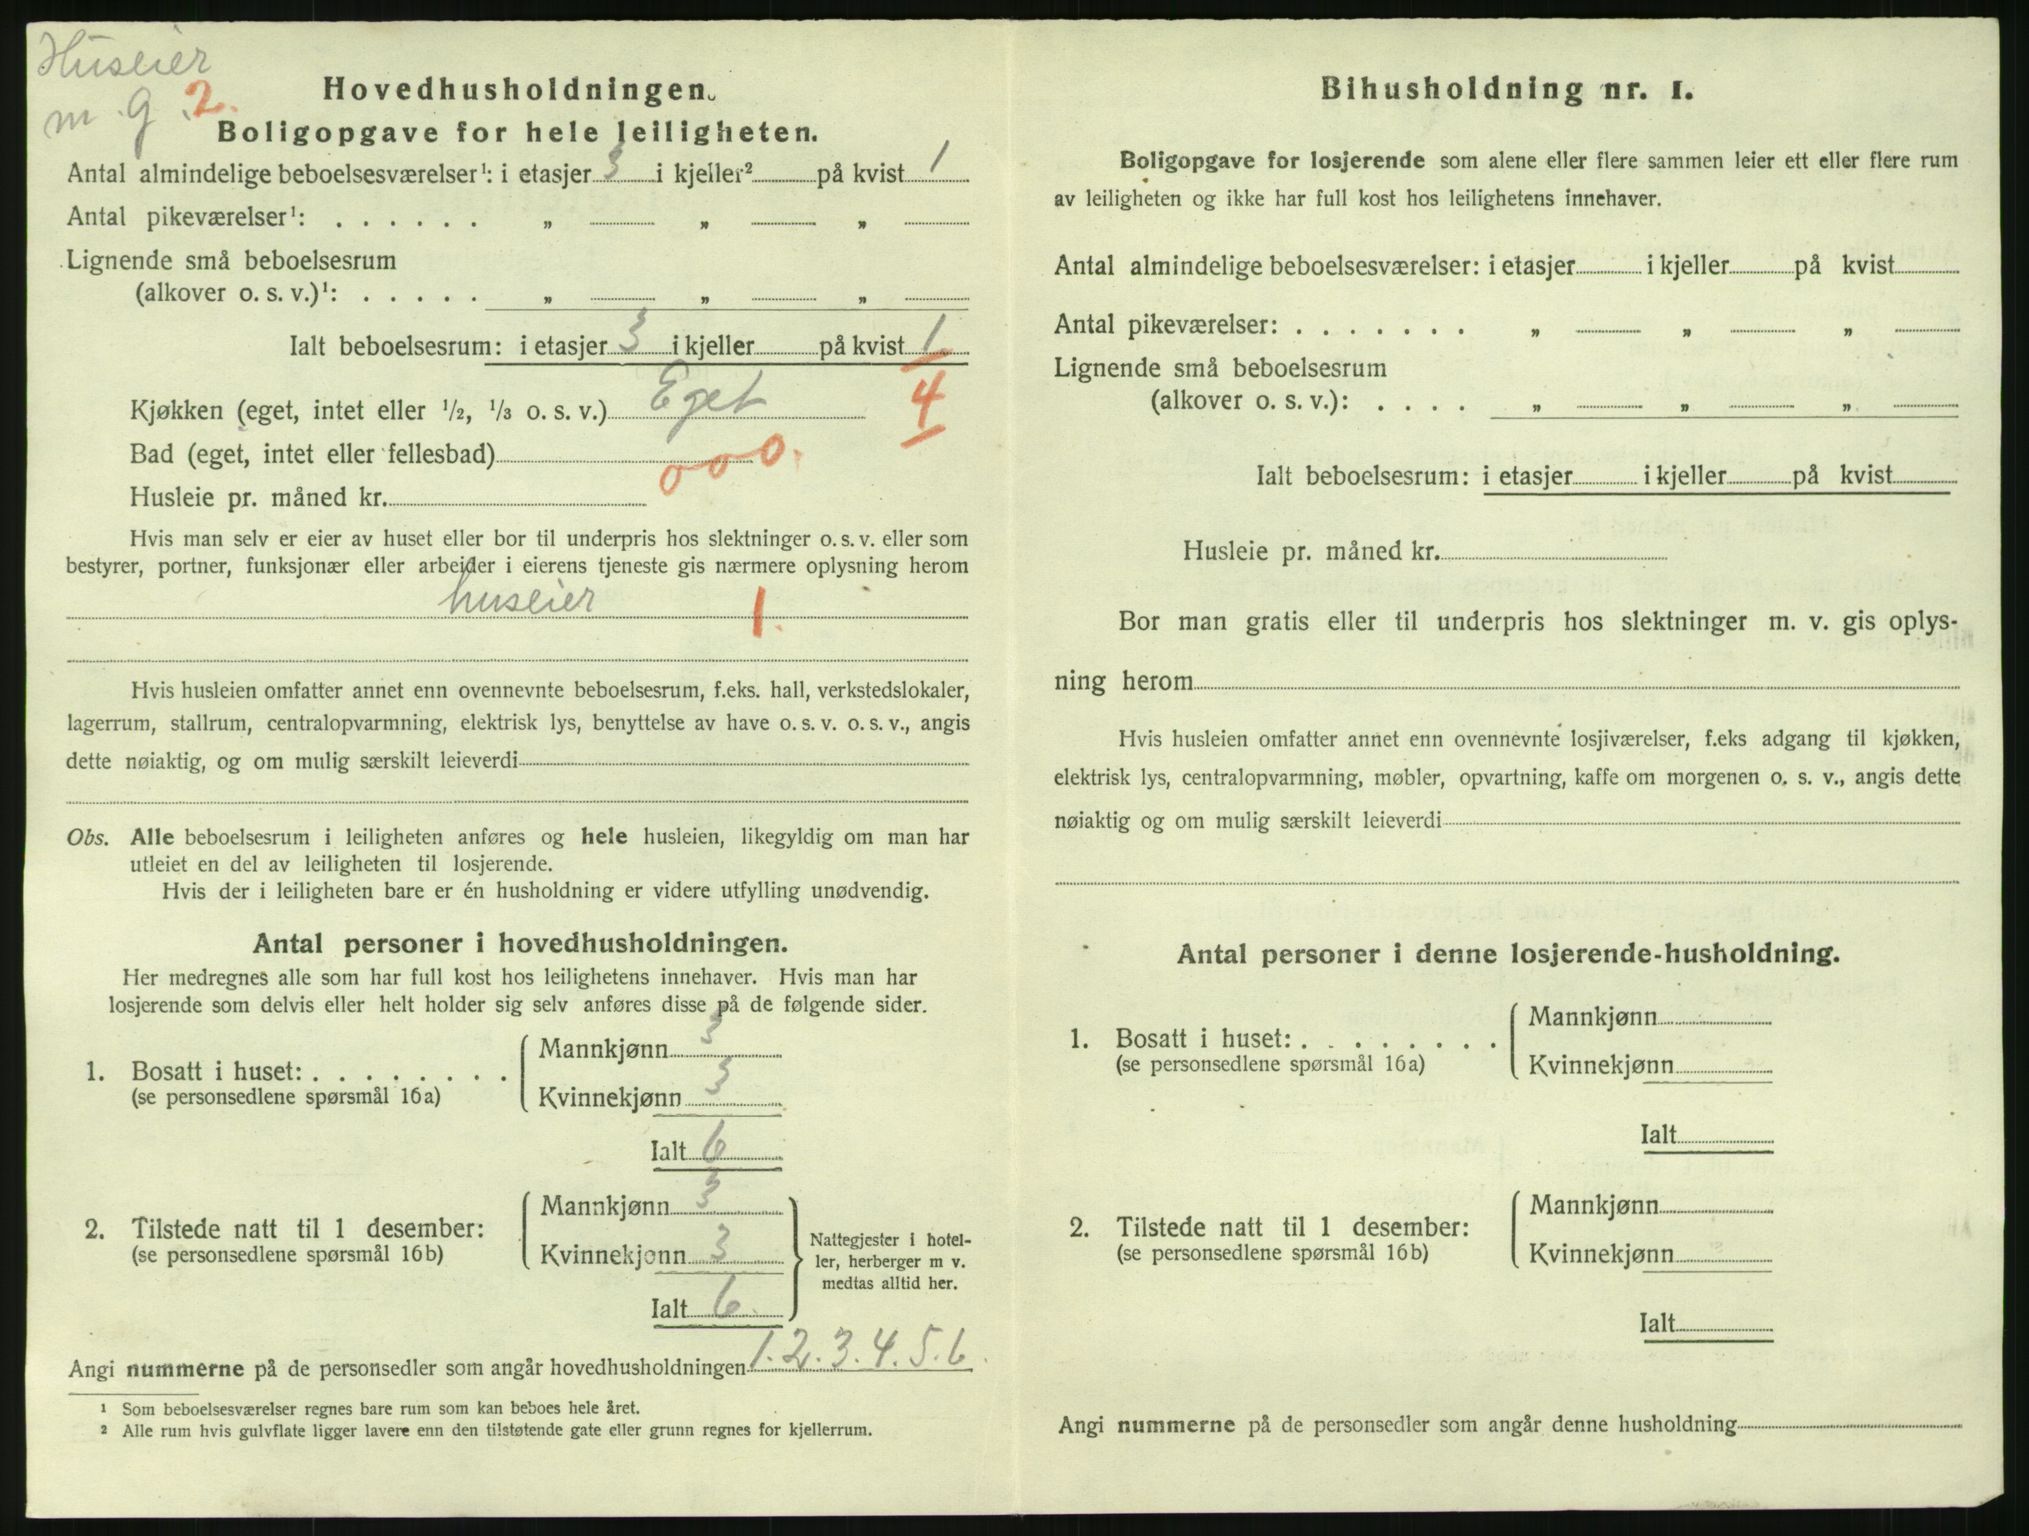 Huseier
m. g. 2.
Hovedhusholdningen.
Boligopgave for hele leiligheten.
Antal almindelige beboelsesværelser¹: i etasjer 3 i kjeller² på kvist 1
Antal pikeværelser¹: . . . . . . „ „ „
Lignende små beboelsesrum
(alkover o. s. v.)¹: . . . . . „ „ „
Ialt beboelsesrum: i etasjer 3 i kjeller på kvist 1
4
Kjøkken (eget, intet eller 1/2, 1/3 o. s. v.) Eget
Bad (eget, intet eller fellesbad)
000.
Husleie pr. måned kr.
Hvis man selv er eier av huset eller bor til underpris hos slektninger o. s. v. eller som
bestyrer, portner, funksjonær eller arbeider i eierens tjeneste gis nærmere oplysning herom
huseier 1.
Hvis husleien omfatter annet enn ovennevnte beboelsesrum, f.eks. hall, verkstedslokaler,
lagerrum, stallrum, centralopvarmning, elektrisk lys, benyttelse av have o. s. v. o. s. v., angis
dette nøiaktig, og om mulig særskilt leieverdi
Obs. Alle beboelsesrum i leiligheten anføres og hele husleien, likegyldig om man har
utleiet en del av leiligheten til losjerende.
Hvis der i leiligheten bare er én husholdning er videre utfylling unødvendig.
Antal personer i hovedhusholdningen.
Her medregnes alle som har full kost hos leilighetens innehaver. Hvis man har
losjerende som delvis eller helt holder sig selv anføres disse på de følgende sider.
1. Bosatt i huset: . . . . . . . .
(se personsedlene spørsmål 16a)
Mannkjønn 3
Kvinnekjønn 3
Ialt 6
2. Tilstede natt til 1 desember:
(se personsedlene spørsmål 16b)
Mannkjønn 3
Kvinnekjonn 3
Ialt 6.
Nattegjester i hotel-
ler, herberger m v.
medtas alltid her.
Angi nummerne på de personsedler som angår hovedhusholdningen 1.2.3.4.5.6.
¹ Som beboelsesværelser regnes bare rum som kan beboes hele året.
² Alle rum hvis gulvflate ligger lavere enn den tilstøtende gate eller grunn regnes for kjellerrum.
Bihusholdning nr. 1.
Boligopgave for losjerende som alene eller flere sammen leier ett eller flere rum
av leiligheten og ikke har full kost hos leilighetens innehaver.
Antal almindelige beboelsesværelser: i etasjer i kjeller på kvist
Antal pikeværelser: . . . . . . . „ „ „
Lignende små beboelsesrum
(alkover o. s. v.): . . . . „ „ „
Ialt beboelsesrum: i etasjer i kjeller på kvist
Husleie pr. måned kr.
Bor man gratis eller til underpris hos slektninger m. v. gis oplys-
ning herom
Hvis husleien omfatter annet enn ovennevnte losjiværelser, f.eks adgang til kjøkken,
elektrisk lys, centralopvarmning, møbler, opvartning, kaffe om morgenen o. s. v., angis dette
nøiaktig og om mulig særskilt leieverdi
Antal personer i denne losjerende-husholdning.
1. Bosatt i huset: . . . . . . . .
(se personsedlene spørsmål 16a)
Mannkjønn
Kvinnekjønn
Ialt
2. Tilstede natt til 1 desember:
(se personsedlene spørsmål 16b)
Mannkjønn
Kvinnekjønn
Ialt
Angi nummerne på de personsedler som angår denne husholdning